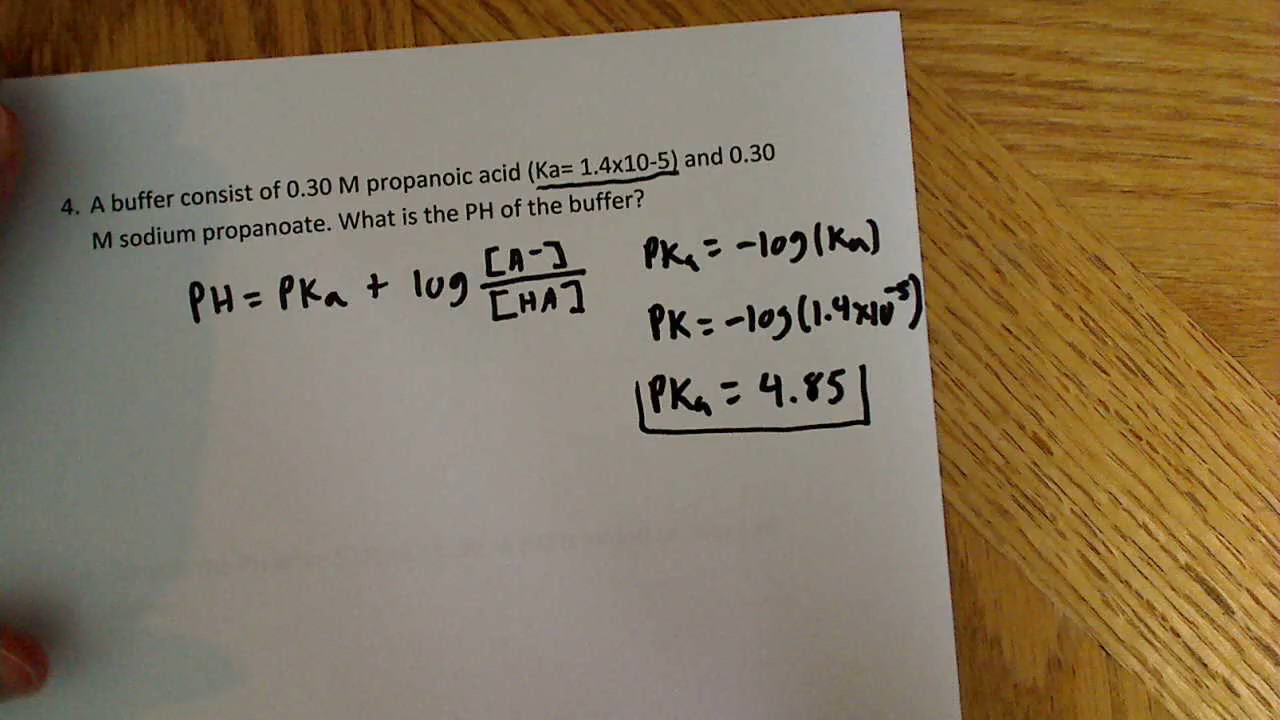 4. A buffer consist of 0.30 M propanoic acid (Ka= 1.4x10-5) and 0.30
M sodium propanoate. What is the PH of the buffer?
PH = PKa + log [A-]/[HA]
PKa = -log(Ka)
PK = -log(1.4x10⁻⁵)
PKa = 4.85